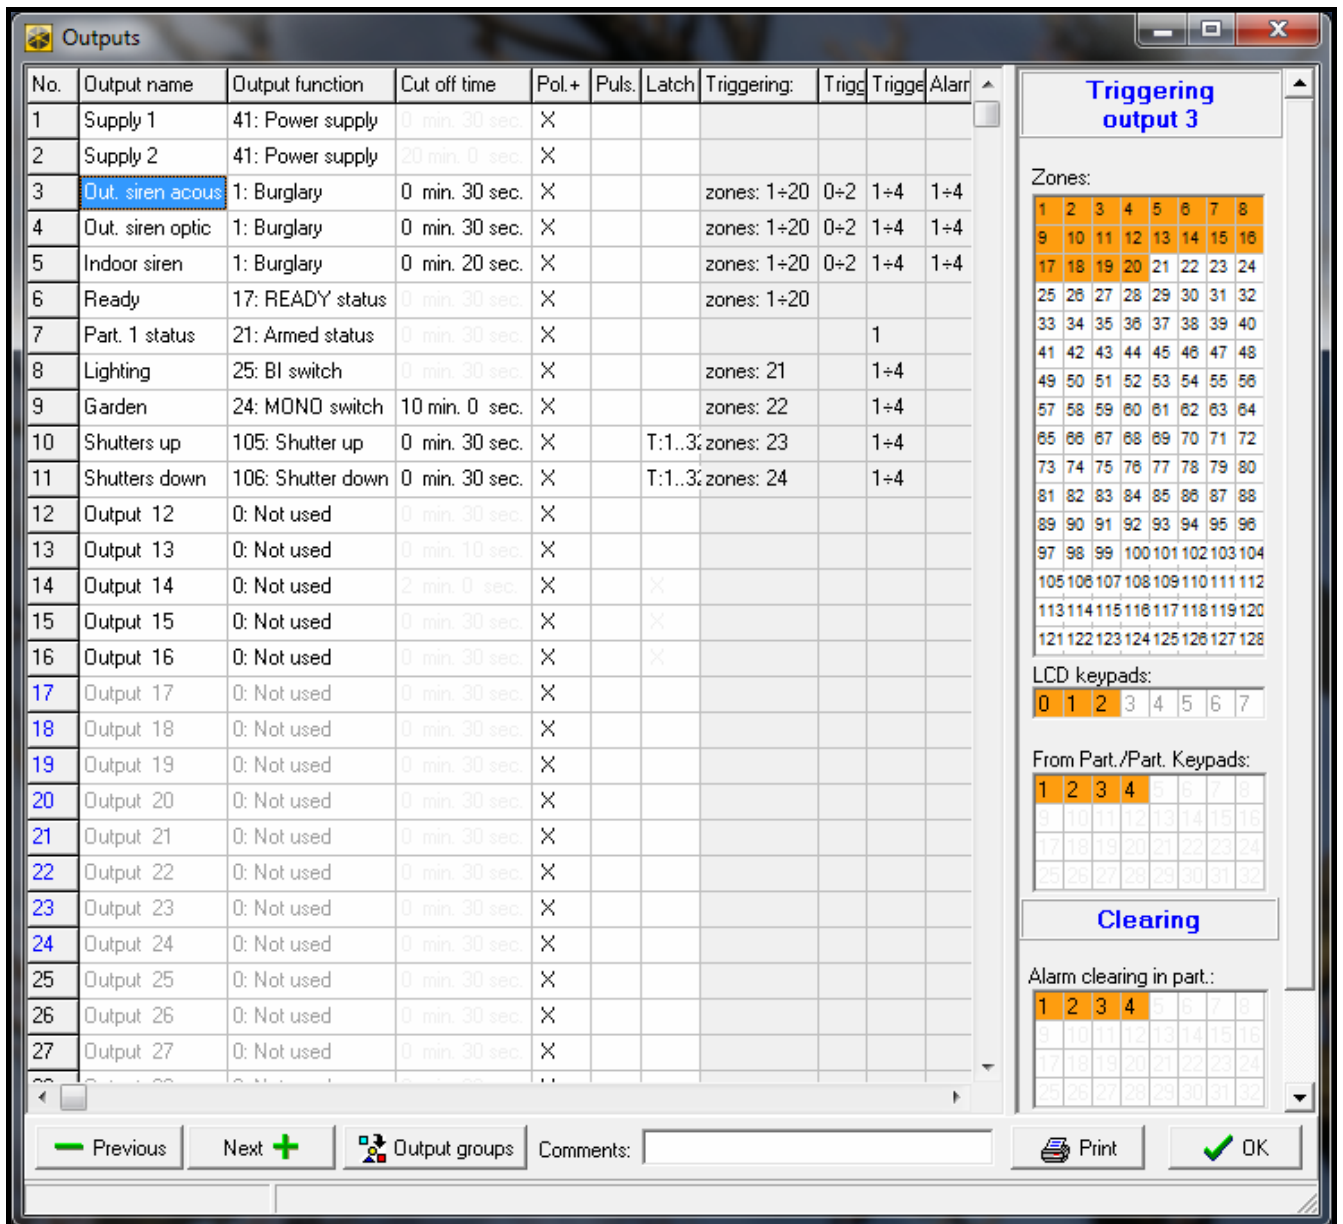 Outputs
No. Output name Output function Cut off time Pol.+ Puls. Latch Triggering: Trigg Trigge Alarr
1 Supply 1 41: Power supply 0 min. 30 sec. X
2 Supply 2 41: Power supply 20 min. 0 sec. X
3 Out. siren acous 1: Burglary 0 min. 30 sec. X zones: 1÷20 0÷2 1÷4 1÷4
4 Out. siren optic 1: Burglary 0 min. 30 sec. X zones: 1÷20 0÷2 1÷4 1÷4
5 Indoor siren 1: Burglary 0 min. 20 sec. X zones: 1÷20 0÷2 1÷4 1÷4
6 Ready 17: READY status 0 min. 30 sec. X zones: 1÷20
7 Part. 1 status 21: Armed status 0 min. 30 sec. X 1
8 Lighting 25: BI switch 0 min. 30 sec. X zones: 21 1÷4
9 Garden 24: MONO switch 10 min. 0 sec. X zones: 22 1÷4
10 Shutters up 105: Shutter up 0 min. 30 sec. X T:1..32 zones: 23 1÷4
11 Shutters down 106: Shutter down 0 min. 30 sec. X T:1..32 zones: 24 1÷4
12 Output 12 0: Not used 0 min. 30 sec. X
13 Output 13 0: Not used 0 min. 10 sec. X
14 Output 14 0: Not used 2 min. 0 sec. X X
15 Output 15 0: Not used 0 min. 30 sec. X X
16 Output 16 0: Not used 0 min. 30 sec. X X
17 Output 17 0: Not used 0 min. 30 sec. X
18 Output 18 0: Not used 0 min. 30 sec. X
19 Output 19 0: Not used 0 min. 30 sec. X
20 Output 20 0: Not used 0 min. 30 sec. X
21 Output 21 0: Not used 0 min. 30 sec. X
22 Output 22 0: Not used 0 min. 30 sec. X
23 Output 23 0: Not used 0 min. 30 sec. X
24 Output 24 0: Not used 0 min. 30 sec. X
25 Output 25 0: Not used 0 min. 30 sec. X
26 Output 26 0: Not used 0 min. 30 sec. X
27 Output 27 0: Not used 0 min. 30 sec. X
Triggering
output 3
Zones:
1 2 3 4 5 6 7 8
9 10 11 12 13 14 15 16
17 18 19 20 21 22 23 24
25 26 27 28 29 30 31 32
33 34 35 36 37 38 39 40
41 42 43 44 45 46 47 48
49 50 51 52 53 54 55 56
57 58 59 60 61 62 63 64
65 66 67 68 69 70 71 72
73 74 75 76 77 78 79 80
81 82 83 84 85 86 87 88
89 90 91 92 93 94 95 96
97 98 99 100 101 102 103 104
105 106 107 108 109 110 111 112
113 114 115 116 117 118 119 120
121 122 123 124 125 126 127 128
LCD keypads:
0 1 2 3 4 5 6 7
From Part./Part. Keypads:
1 2 3 4 5 6 7 8
9 10 11 12 13 14 15 16
17 18 19 20 21 22 23 24
25 26 27 28 29 30 31 32
Clearing
Alarm clearing in part.:
1 2 3 4 5 6 7 8
9 10 11 12 13 14 15 16
17 18 19 20 21 22 23 24
25 26 27 28 29 30 31 32
Previous Next Output groups Comments: Print OK